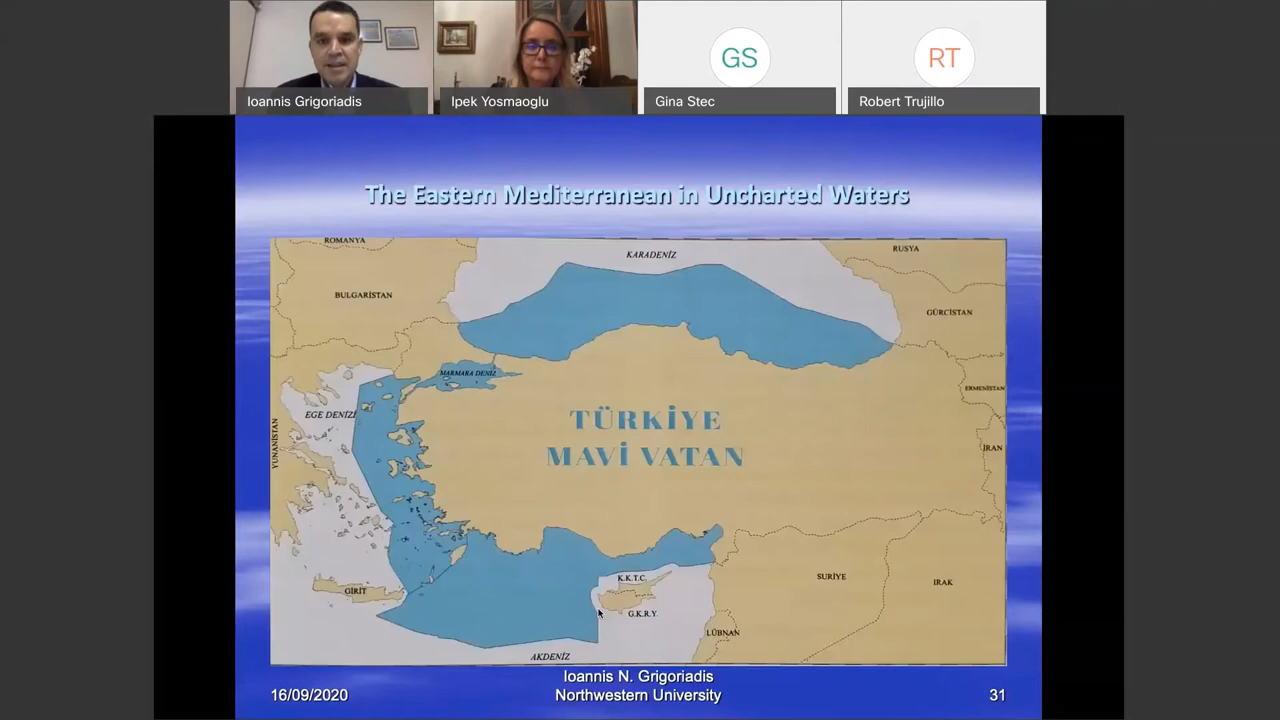 Ioannis Grigoriadis
Ipek Yosmaoglu
GS
Gina Stec
RT
Robert Trujillo
The Eastern Mediterranean in Uncharted Waters
ROMANYA
KARADENİZ
RUSYA
BULGARİSTAN
GÜRCİSTAN
MARMARA DENİZİ
ERMENİSTAN
EGE DENİZİ
YUNANİSTAN
TÜRKİYE
MAVİ VATAN
İRAN
GİRİT
K.K.T.C.
G.K.R.Y.
SURİYE
IRAK
LÜBNAN
AKDENİZ
16/09/2020
Ioannis N. Grigoriadis
Northwestern University
31